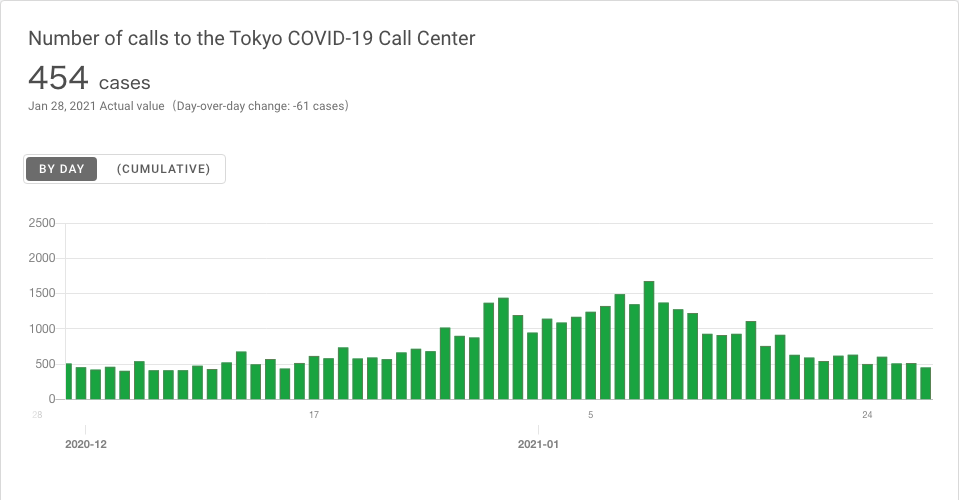 Number of calls to the Tokyo COVID-19 Call Center
454 cases
Jan 28, 2021 Actual value（Day-over-day change: -61 cases）
BY DAY (CUMULATIVE)
2500
2000
1500
1000
500
0
28 17 5 24
2020-12 2021-01